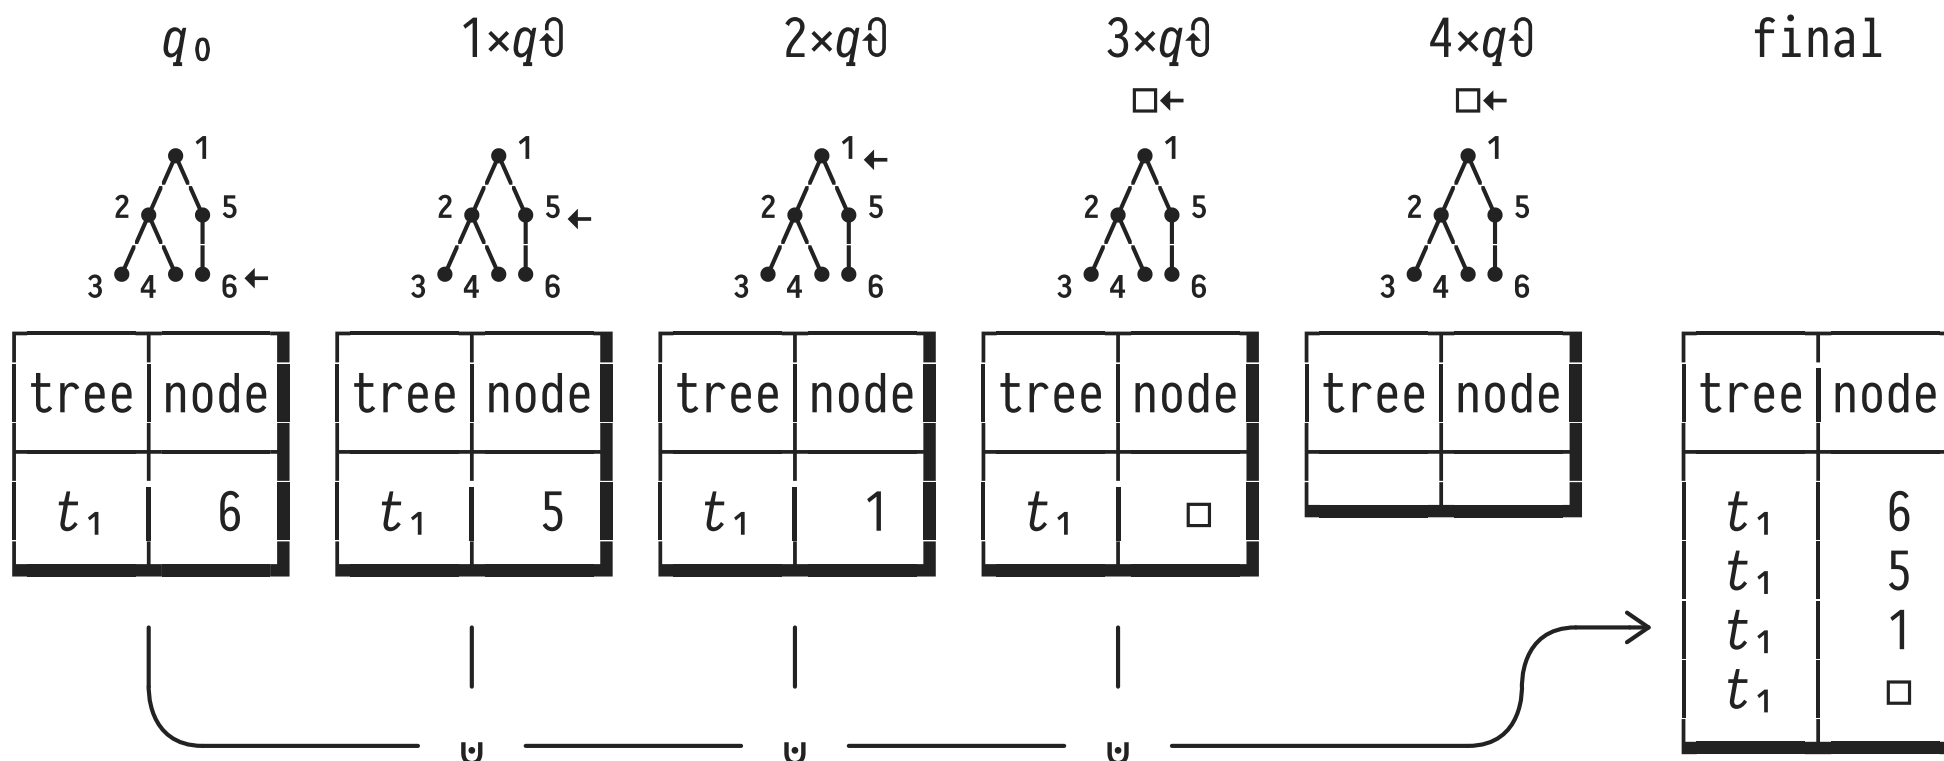 q₀ 1×q↺ 2×q↺ 3×q↺ 4×q↺ final
□← □←
1 1 1← 1 1
2 5 2 5← 2 5 2 5 2 5
3 4 6← 3 4 6 3 4 6 3 4 6 3 4 6
tree node tree node tree node tree node tree node tree node
t₁ 6 t₁ 5 t₁ 1 t₁ □ t₁ 6
t₁ 5
t₁ 1
t₁ □
⊍ ⊍ ⊍